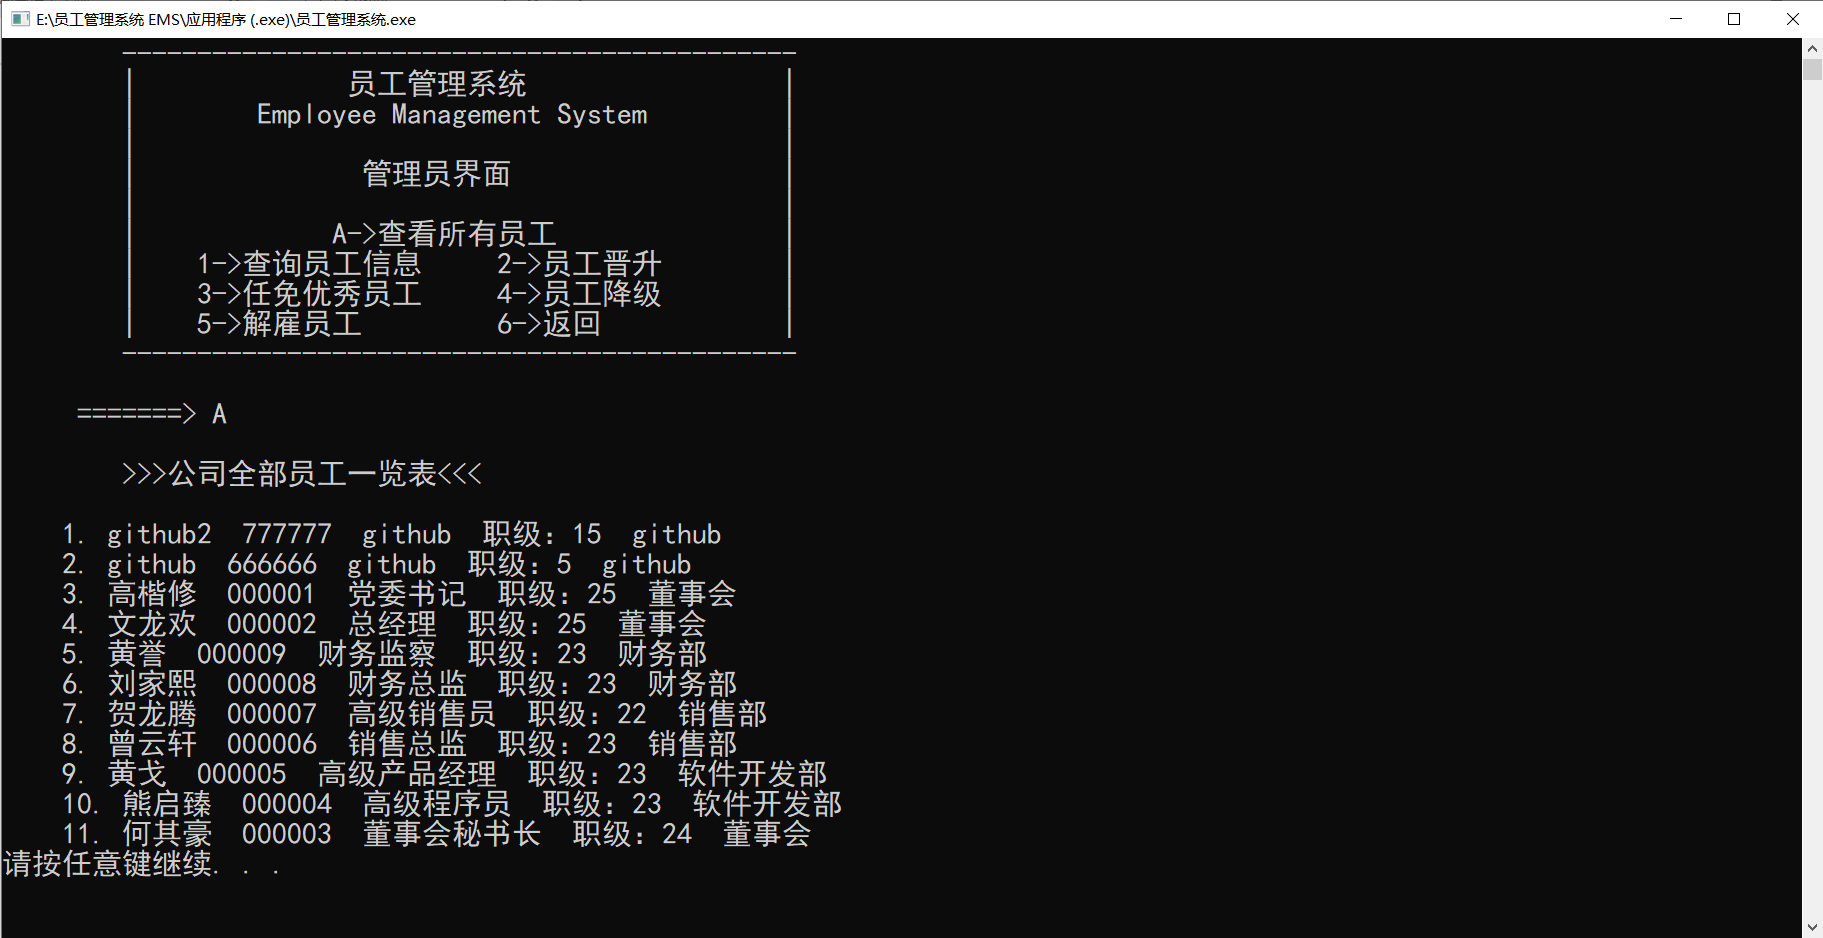 E:\员工管理系统 EMS\应用程序 (.exe)\员工管理系统.exe
员工管理系统
Employee Management System
管理员界面
A->查看所有员工
1->查询员工信息 2->员工晋升
3->任免优秀员工 4->员工降级
5->解雇员工 6->返回
=======> A
>>>公司全部员工一览表<<<
1. github2 777777 github 职级：15 github
2. github 666666 github 职级：5 github
3. 高楷修 000001 党委书记 职级：25 董事会
4. 文龙欢 000002 总经理 职级：25 董事会
5. 黄誉 000009 财务监察 职级：23 财务部
6. 刘家熙 000008 财务总监 职级：23 财务部
7. 贺龙腾 000007 高级销售员 职级：22 销售部
8. 曾云轩 000006 销售总监 职级：23 销售部
9. 黄戈 000005 高级产品经理 职级：23 软件开发部
10. 熊启臻 000004 高级程序员 职级：23 软件开发部
11. 何其豪 000003 董事会秘书长 职级：24 董事会
请按任意键继续. . .